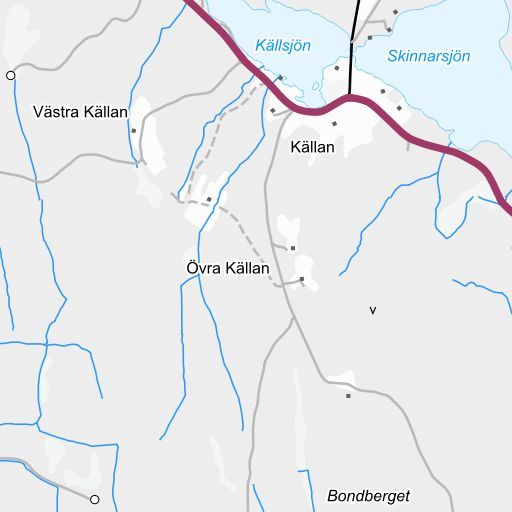 Källsjön
Skinnarsjön
Västra Källan
Källan
Övra Källan
Bondberget